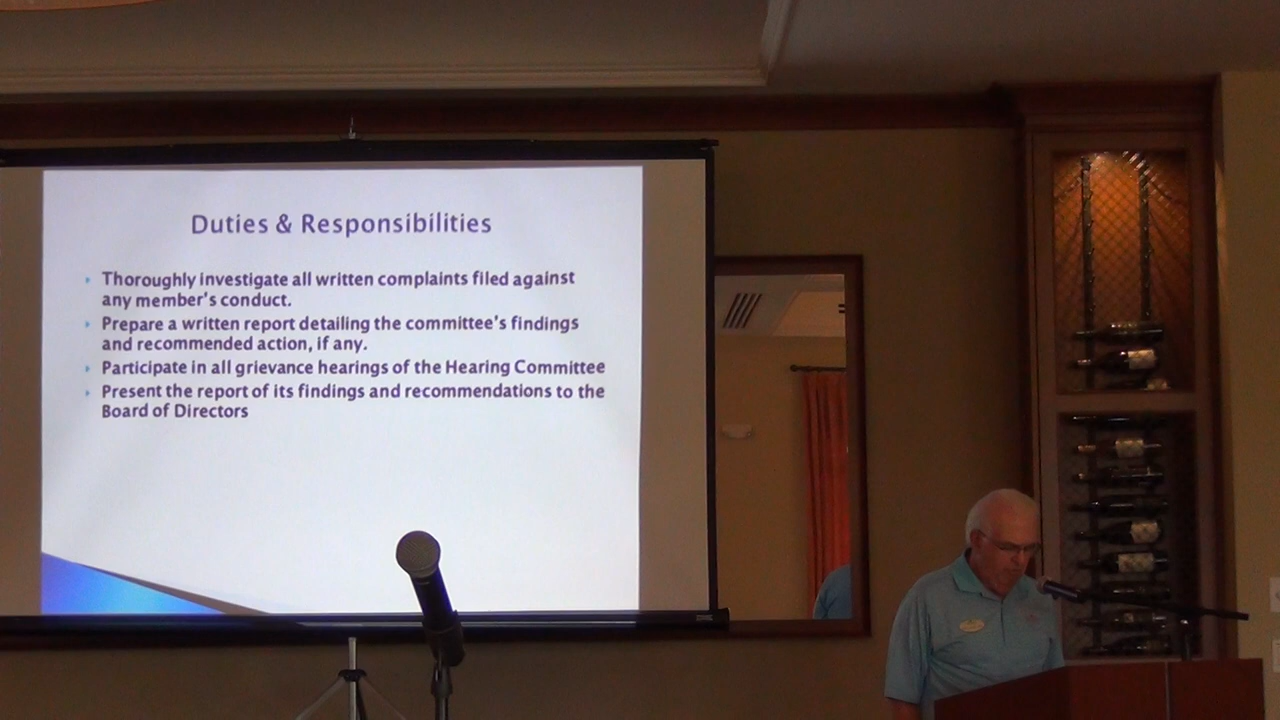 Duties & Responsibilities
Thoroughly investigate all written complaints filed against
any member's conduct.
Prepare a written report detailing the committee's findings
and recommended action, if any.
Participate in all grievance hearings of the Hearing Committee
Present the report of its findings and recommendations to the
Board of Directors